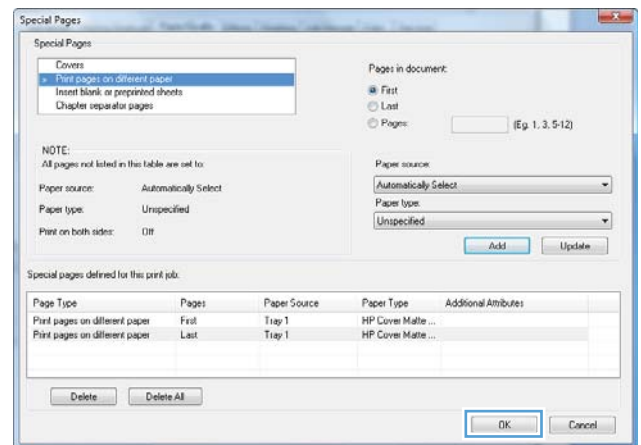 Special Pages
Special Pages
Covers
Print pages on different paper
Insert blank or preprinted sheets
Chapter separator pages
Pages in document:
First
Last
Pages:
(Eg. 1, 3, 5-12)
NOTE:
All pages not listed in this table are set to:
Paper source: Automatically Select
Paper type: Unspecified
Print on both sides: Off
Paper source:
Automatically Select
Paper type:
Unspecified
Add Update
Special pages defined for this print job:
Page Type Pages Paper Source Paper Type Additional Attributes
Print pages on different paper First Tray 1 HP Cover Matte ...
Print pages on different paper Last Tray 1 HP Cover Matte ...
Delete Delete All
OK Cancel